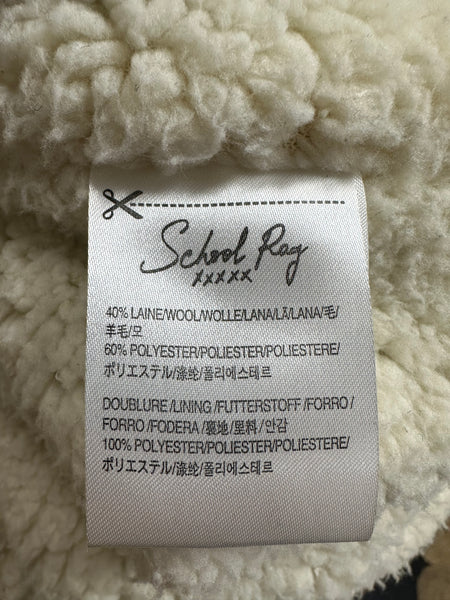 School Rag
xxxxx
40% LAINE/WOOL/WOLLE/LANA/LÃ/LANA/毛/
羊毛/모
60% POLYESTER/POLIESTER/POLIESTERE/
ポリエステル/涤纶/폴리에스테르
DOUBLURE /LINING /FUTTERSTOFF /FORRO/
FORRO /FODERA /裏地/里料/안감
100% POLYESTER/POLIESTER/POLIESTERE/
ポリエステル/涤纶/폴리에스테르